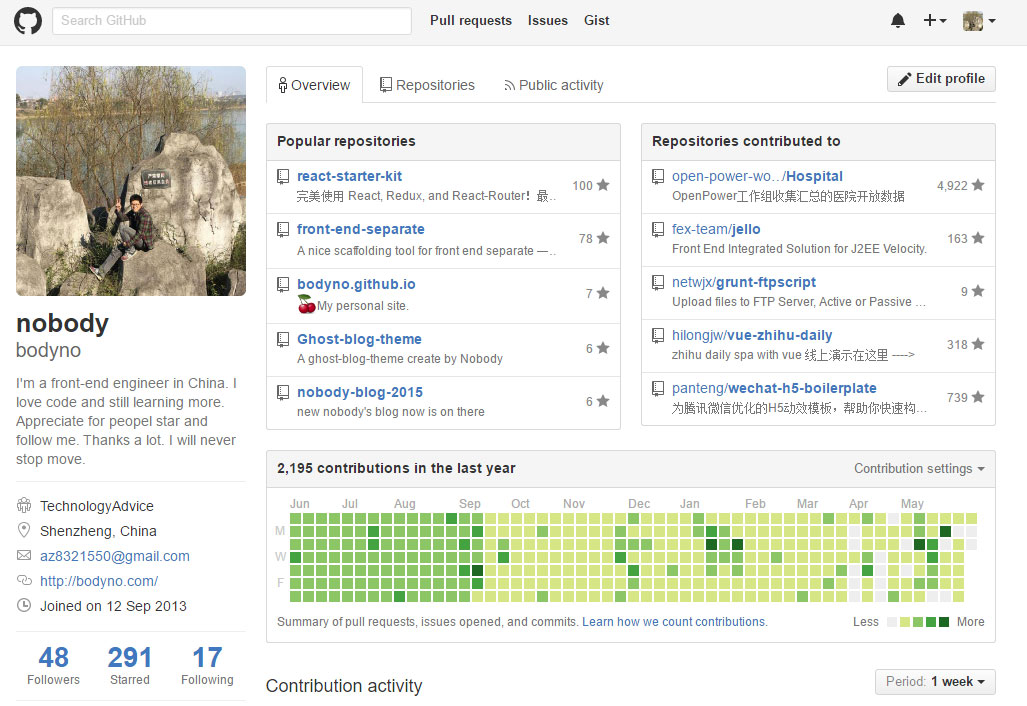 Search GitHub
Pull requests Issues Gist
Overview Repositories Public activity
Edit profile
nobody
bodyno
I'm a front-end engineer in China. I
love code and still learning more.
Appreciate for peopel star and
follow me. Thanks a lot. I will never
stop move.
TechnologyAdvice
Shenzheng, China
az8321550@gmail.com
http://bodyno.com/
Joined on 12 Sep 2013
48 291 17
Followers Starred Following
Popular repositories
react-starter-kit
完美使用 React, Redux, and React-Router！最…
100
front-end-separate
A nice scaffolding tool for front end separate —…
78
bodyno.github.io
My personal site.
7
Ghost-blog-theme
A ghost-blog-theme create by Nobody
6
nobody-blog-2015
new nobody's blog now is on there
6
Repositories contributed to
open-power-wo…/Hospital
OpenPower工作组收集汇总的医院开放数据
4,922
fex-team/jello
Front End Integrated Solution for J2EE Velocity.
163
netwjx/grunt-ftpscript
Upload files to FTP Server, Active or Passive …
9
hilongjw/vue-zhihu-daily
zhihu daily spa with vue 线上演示在这里 ---->
318
panteng/wechat-h5-boilerplate
为腾讯微信优化的H5动效模板，帮助你快速构…
739
2,195 contributions in the last year
Contribution settings
Jun Jul Aug Sep Oct Nov Dec Jan Feb Mar Apr May
M
W
F
Summary of pull requests, issues opened, and commits. Learn how we count contributions.
Less More
Contribution activity
Period: 1 week